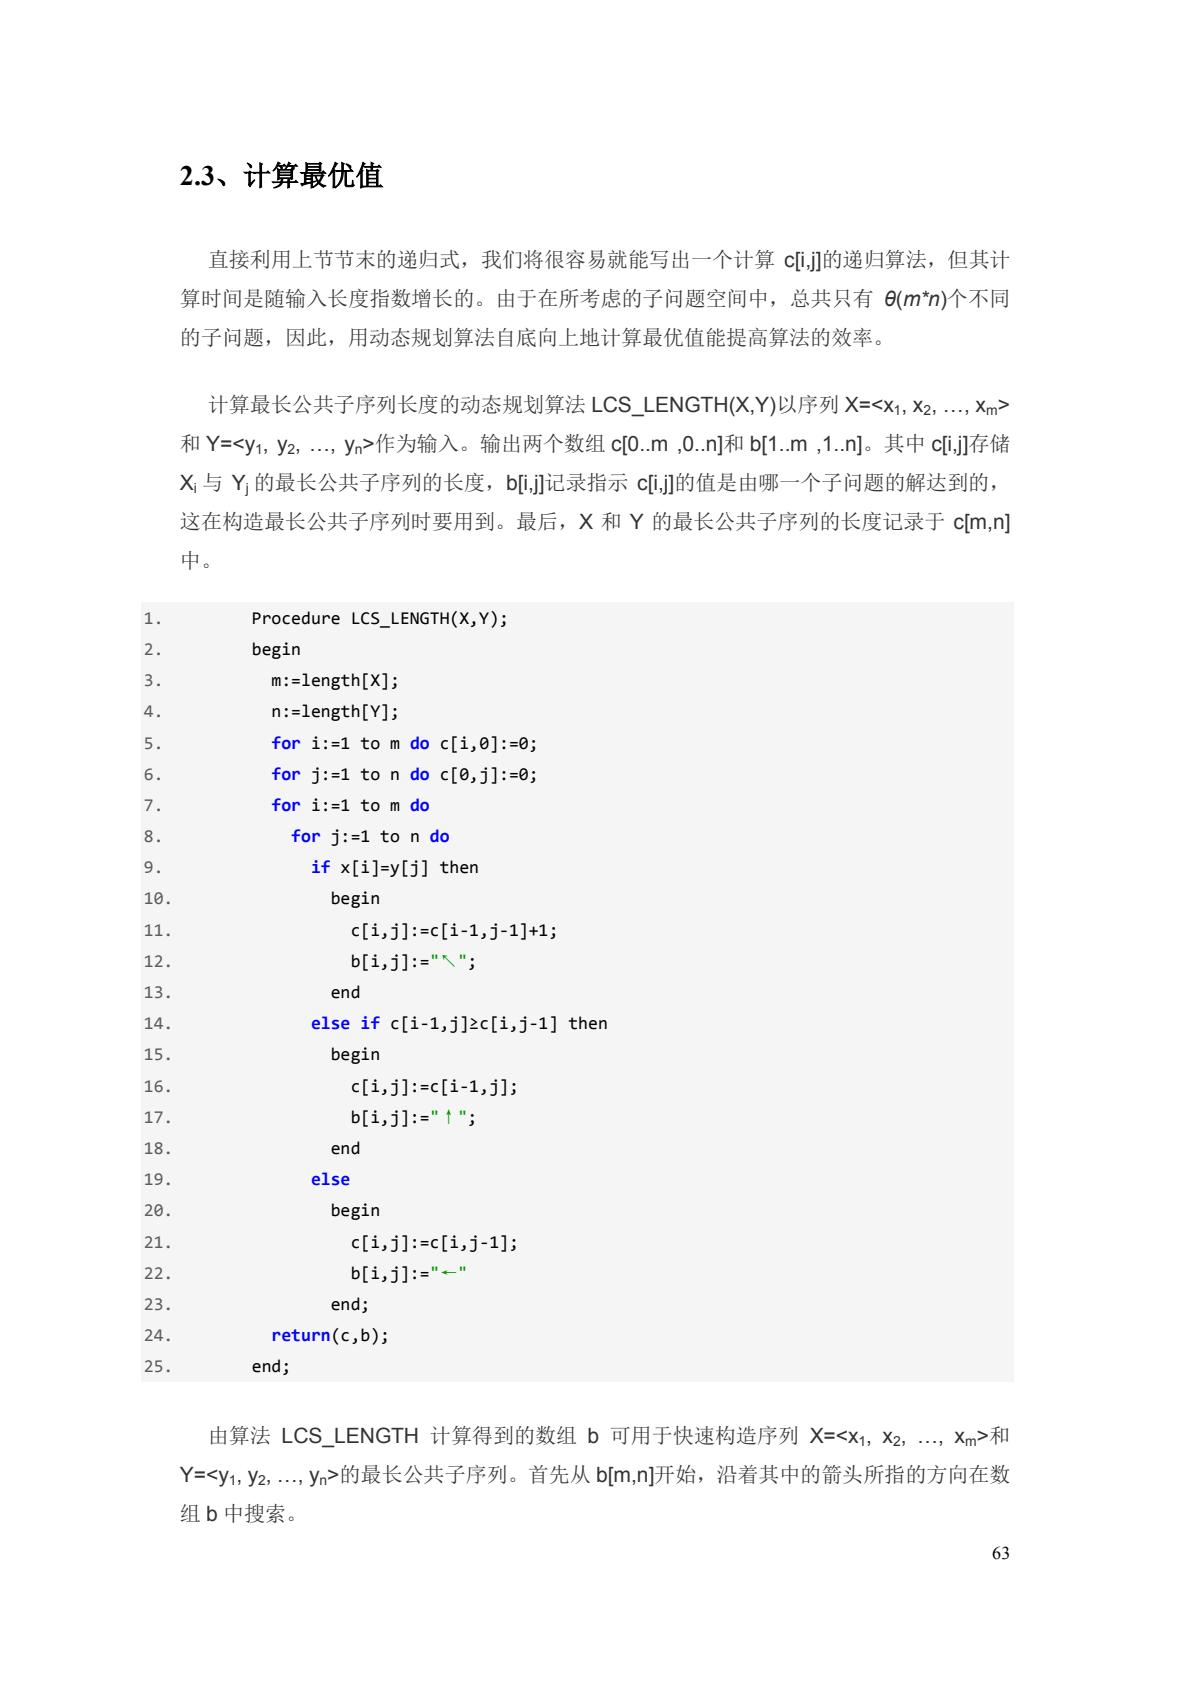 2.3、计算最优值
直接利用上节节末的递归式，我们将很容易就能写出一个计算 c[i,j]的递归算法，但其计
算时间是随输入长度指数增长的。由于在所考虑的子问题空间中，总共只有 θ(m*n)个不同
的子问题，因此，用动态规划算法自底向上地计算最优值能提高算法的效率。
计算最长公共子序列长度的动态规划算法 LCS_LENGTH(X,Y)以序列 X=<x1, x2, …, xm>
和 Y=<y1, y2, …, yn>作为输入。输出两个数组 c[0..m ,0..n]和 b[1..m ,1..n]。其中 c[i,j]存储
Xi 与 Yj 的最长公共子序列的长度，b[i,j]记录指示 c[i,j]的值是由哪一个子问题的解达到的，
这在构造最长公共子序列时要用到。最后，X 和 Y 的最长公共子序列的长度记录于 c[m,n]
中。
1. Procedure LCS_LENGTH(X,Y);
2. begin
3. m:=length[X];
4. n:=length[Y];
5. for i:=1 to m do c[i,0]:=0;
6. for j:=1 to n do c[0,j]:=0;
7. for i:=1 to m do
8. for j:=1 to n do
9. if x[i]=y[j] then
10. begin
11. c[i,j]:=c[i-1,j-1]+1;
12. b[i,j]:="↖";
13. end
14. else if c[i-1,j]≥c[i,j-1] then
15. begin
16. c[i,j]:=c[i-1,j];
17. b[i,j]:="↑";
18. end
19. else
20. begin
21. c[i,j]:=c[i,j-1];
22. b[i,j]:="←"
23. end;
24. return(c,b);
25. end;
由算法 LCS_LENGTH 计算得到的数组 b 可用于快速构造序列 X=<x1, x2, …, xm>和
Y=<y1, y2, …, yn>的最长公共子序列。首先从 b[m,n]开始，沿着其中的箭头所指的方向在数
组 b 中搜索。
63